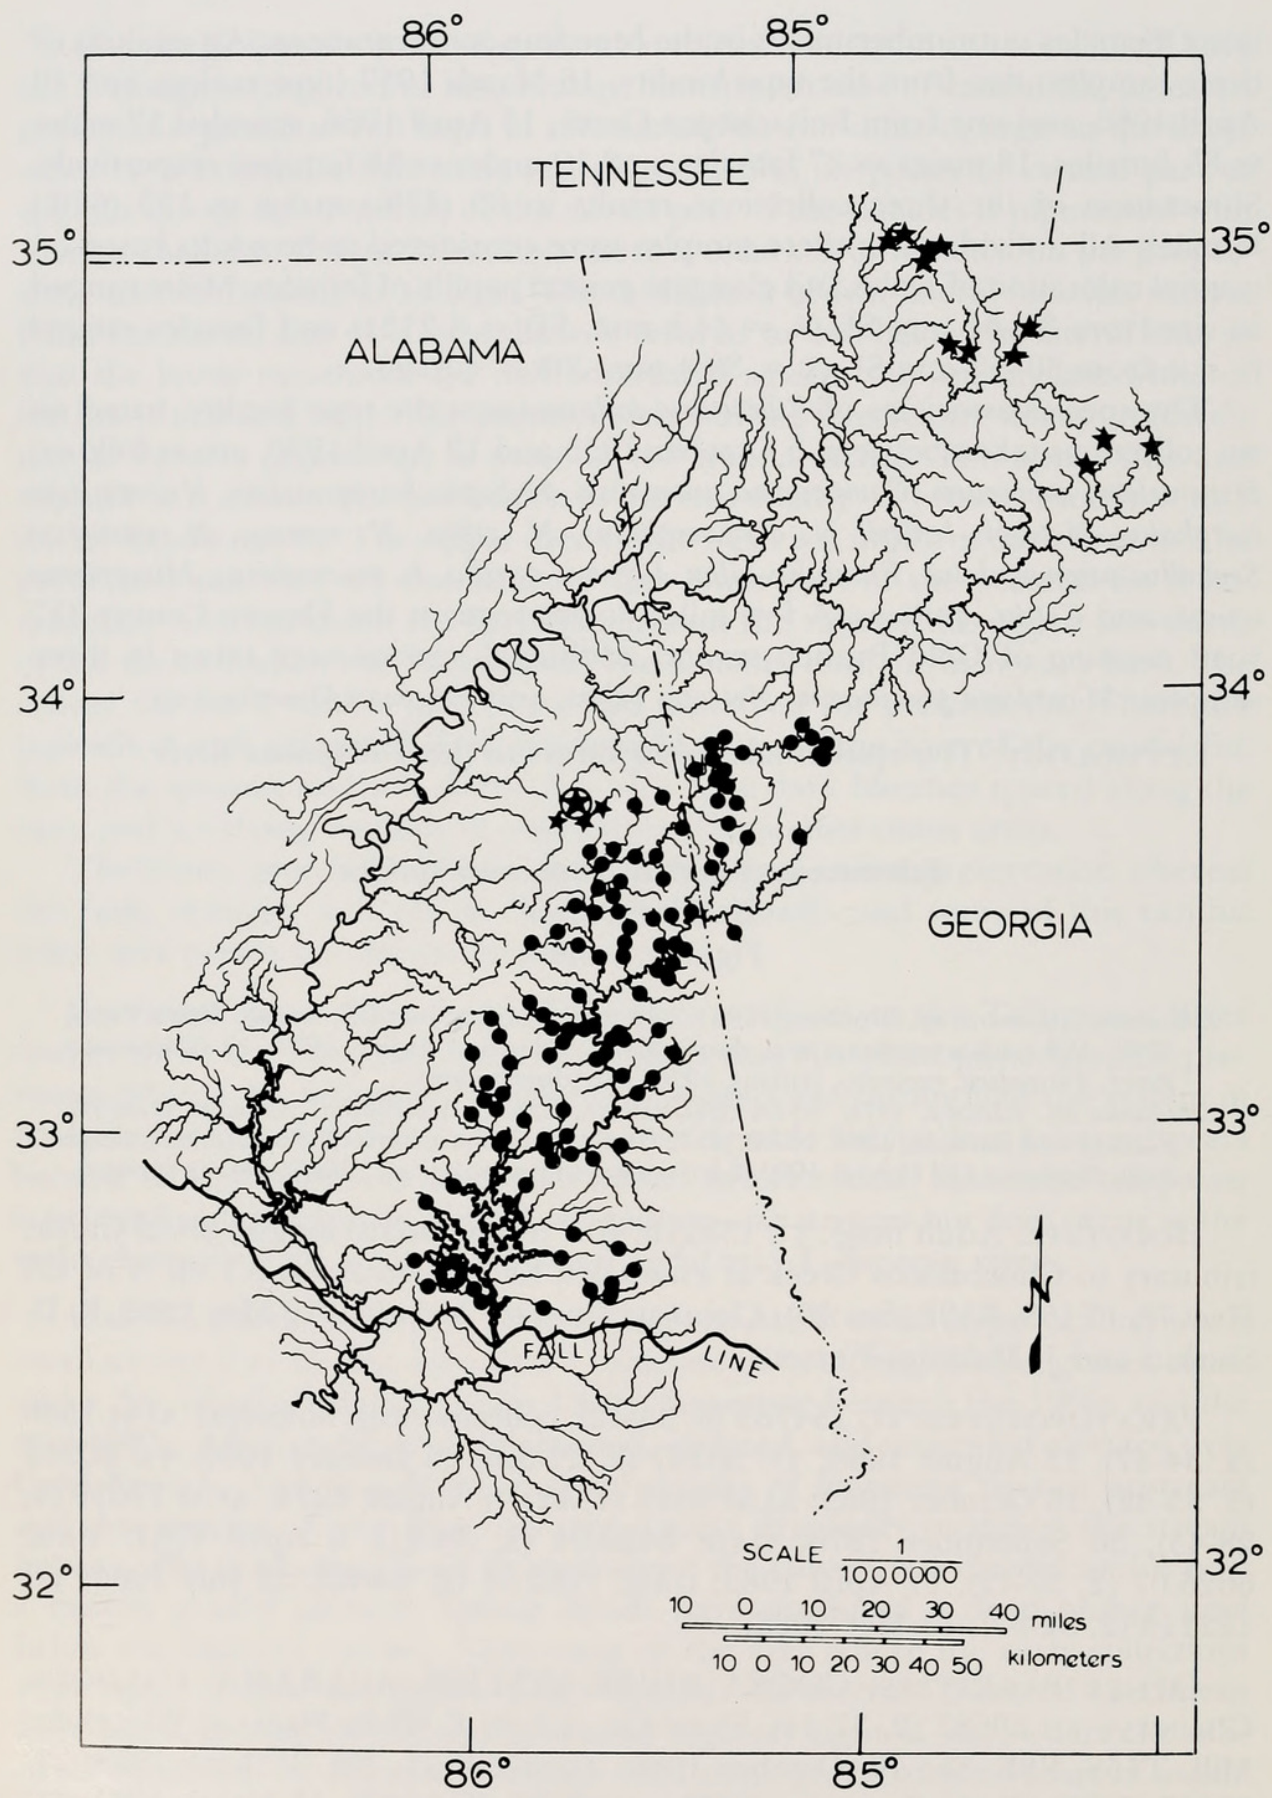 86° 85°
TENNESSEE
35° 35°
ALABAMA
34° 34°
GEORGIA
33° 33°
N
FALL LINE
SCALE 1
1000000
32° 32°
10 0 10 20 30 40 miles
10 0 10 20 30 40 50 kilometers
86° 85°